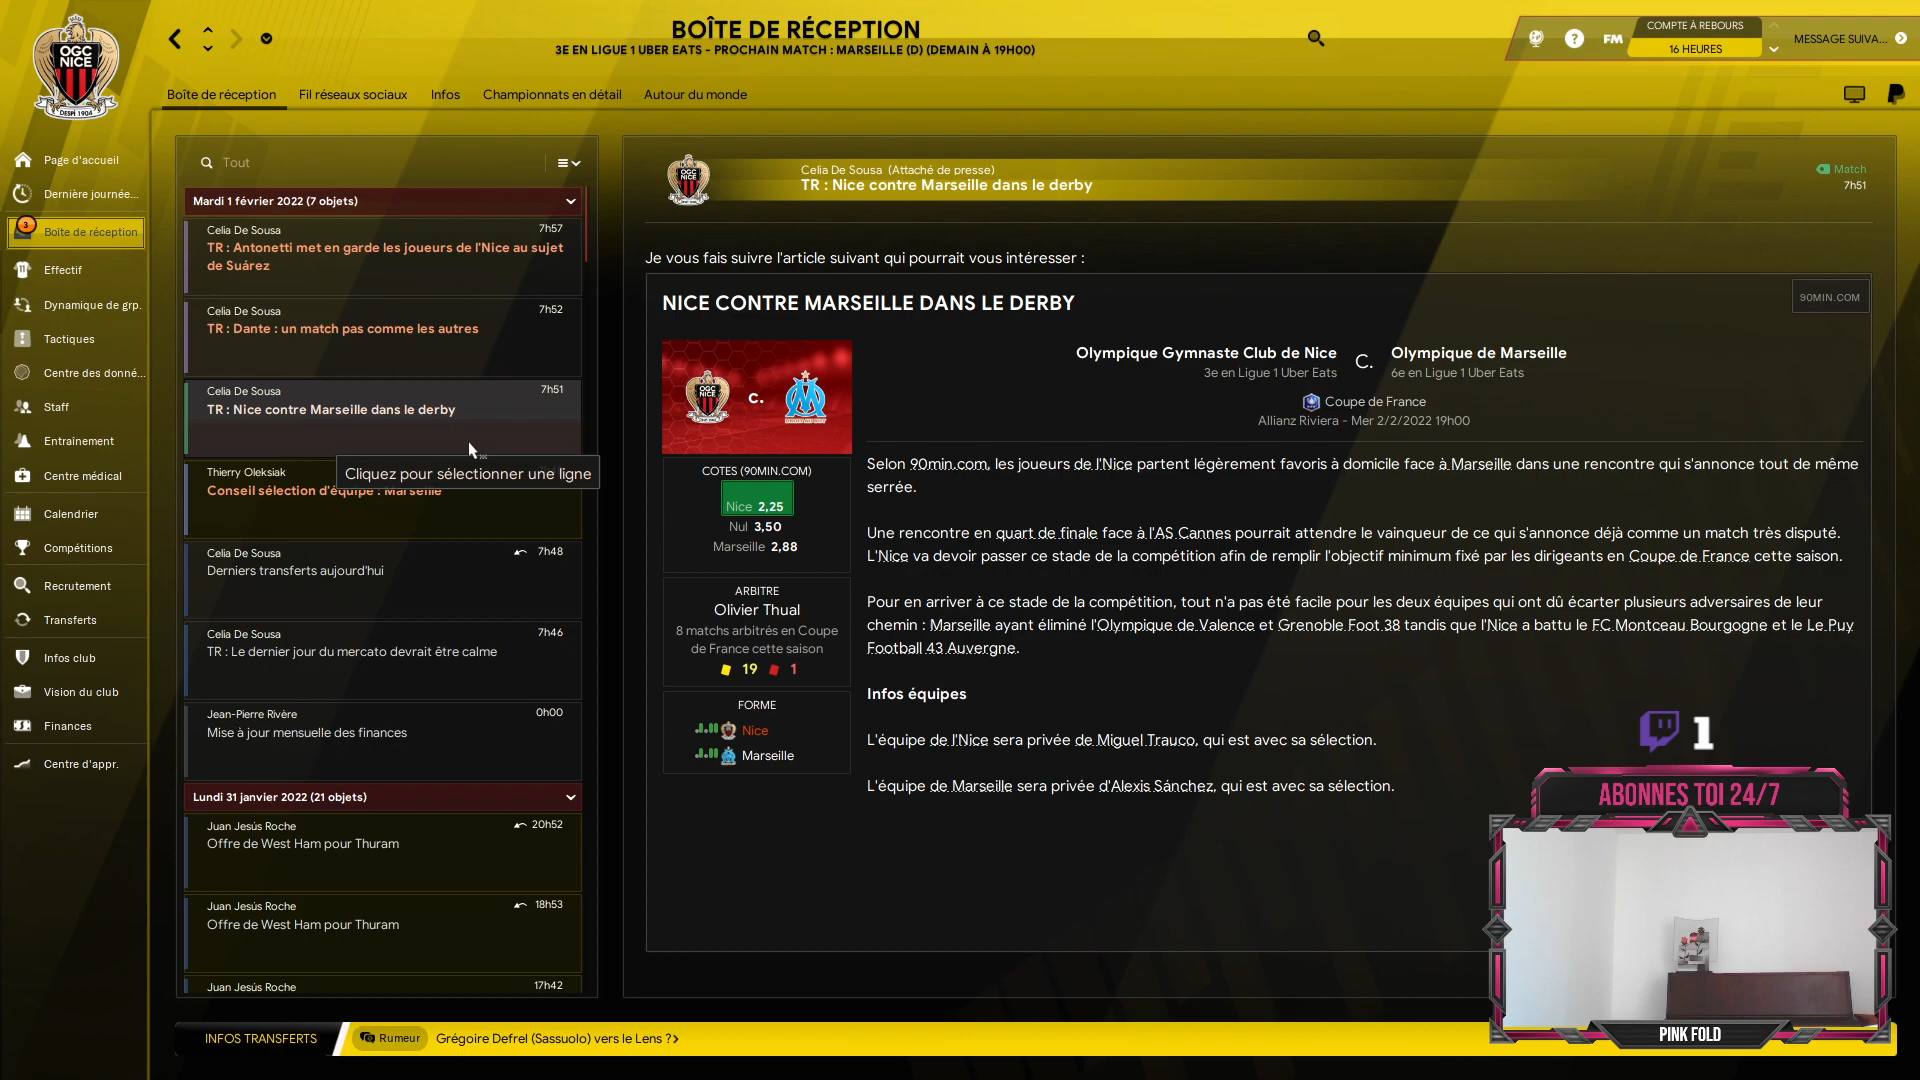 OGC
NICE
DESPÍ 1904
BOÎTE DE RÉCEPTION
3E EN LIGUE 1 UBER EATS - PROCHAIN MATCH : MARSEILLE (D) (DEMAIN À 19H00)
FM
COMPTE À REBOURS
16 HEURES
MESSAGE SUIVA...
Boîte de réception
Fil réseaux sociaux
Infos
Championnats en détail
Autour du monde
Page d'accueil
Dernière journée...
3
Boîte de réception
Effectif
Dynamique de grp.
Tactiques
Centre des donné...
Staff
Entraînement
Centre médical
Calendrier
Compétitions
Recrutement
Transferts
Infos club
Vision du club
Finances
Centre d'appr.
Tout
Mardi 1 février 2022 (7 objets)
Celia De Sousa 7h57
TR : Antonetti met en garde les joueurs de l'Nice au sujet
de Suárez
Celia De Sousa 7h52
TR : Dante : un match pas comme les autres
Celia De Sousa 7h51
TR : Nice contre Marseille dans le derby
Cliquez pour sélectionner une ligne
Thierry Oleksiak
Conseil sélection d'équipe : Marseille
Celia De Sousa 7h48
Derniers transferts aujourd'hui
Celia De Sousa 7h46
TR : Le dernier jour du mercato devrait être calme
Jean-Pierre Rivère 0h00
Mise à jour mensuelle des finances
Lundi 31 janvier 2022 (21 objets)
Juan Jesús Roche 20h52
Offre de West Ham pour Thuram
Juan Jesús Roche 18h53
Offre de West Ham pour Thuram
Juan Jesús Roche 17h42
Celia De Sousa (Attaché de presse)
TR : Nice contre Marseille dans le derby
Match
7h51
Je vous fais suivre l'article suivant qui pourrait vous intéresser :
NICE CONTRE MARSEILLE DANS LE DERBY
90MIN.COM
C.
Olympique Gymnaste Club de Nice C. Olympique de Marseille
3e en Ligue 1 Uber Eats 6e en Ligue 1 Uber Eats
Coupe de France
Allianz Riviera - Mer 2/2/2022 19h00
COTES (90MIN.COM)
Nice 2,25
Nul 3,50
Marseille 2,88
ARBITRE
Olivier Thual
8 matchs arbitrés en Coupe
de France cette saison
19 1
FORME
Nice
Marseille
Selon 90min.com, les joueurs de l'Nice partent légèrement favoris à domicile face à Marseille dans une rencontre qui s'annonce tout de même
serrée.
Une rencontre en quart de finale face à l'AS Cannes pourrait attendre le vainqueur de ce qui s'annonce déjà comme un match très disputé.
L'Nice va devoir passer ce stade de la compétition afin de remplir l'objectif minimum fixé par les dirigeants en Coupe de France cette saison.
Pour en arriver à ce stade de la compétition, tout n'a pas été facile pour les deux équipes qui ont dû écarter plusieurs adversaires de leur
chemin : Marseille ayant éliminé l'Olympique de Valence et Grenoble Foot 38 tandis que l'Nice a battu le FC Montceau Bourgogne et le Le Puy
Football 43 Auvergne.
Infos équipes
L'équipe de l'Nice sera privée de Miguel Trauco, qui est avec sa sélection.
L'équipe de Marseille sera privée d'Alexis Sánchez, qui est avec sa sélection.
1
ABONNES TOI 24/7
PINK FOLD
INFOS TRANSFERTS
Rumeur
Grégoire Defrel (Sassuolo) vers le Lens ?>